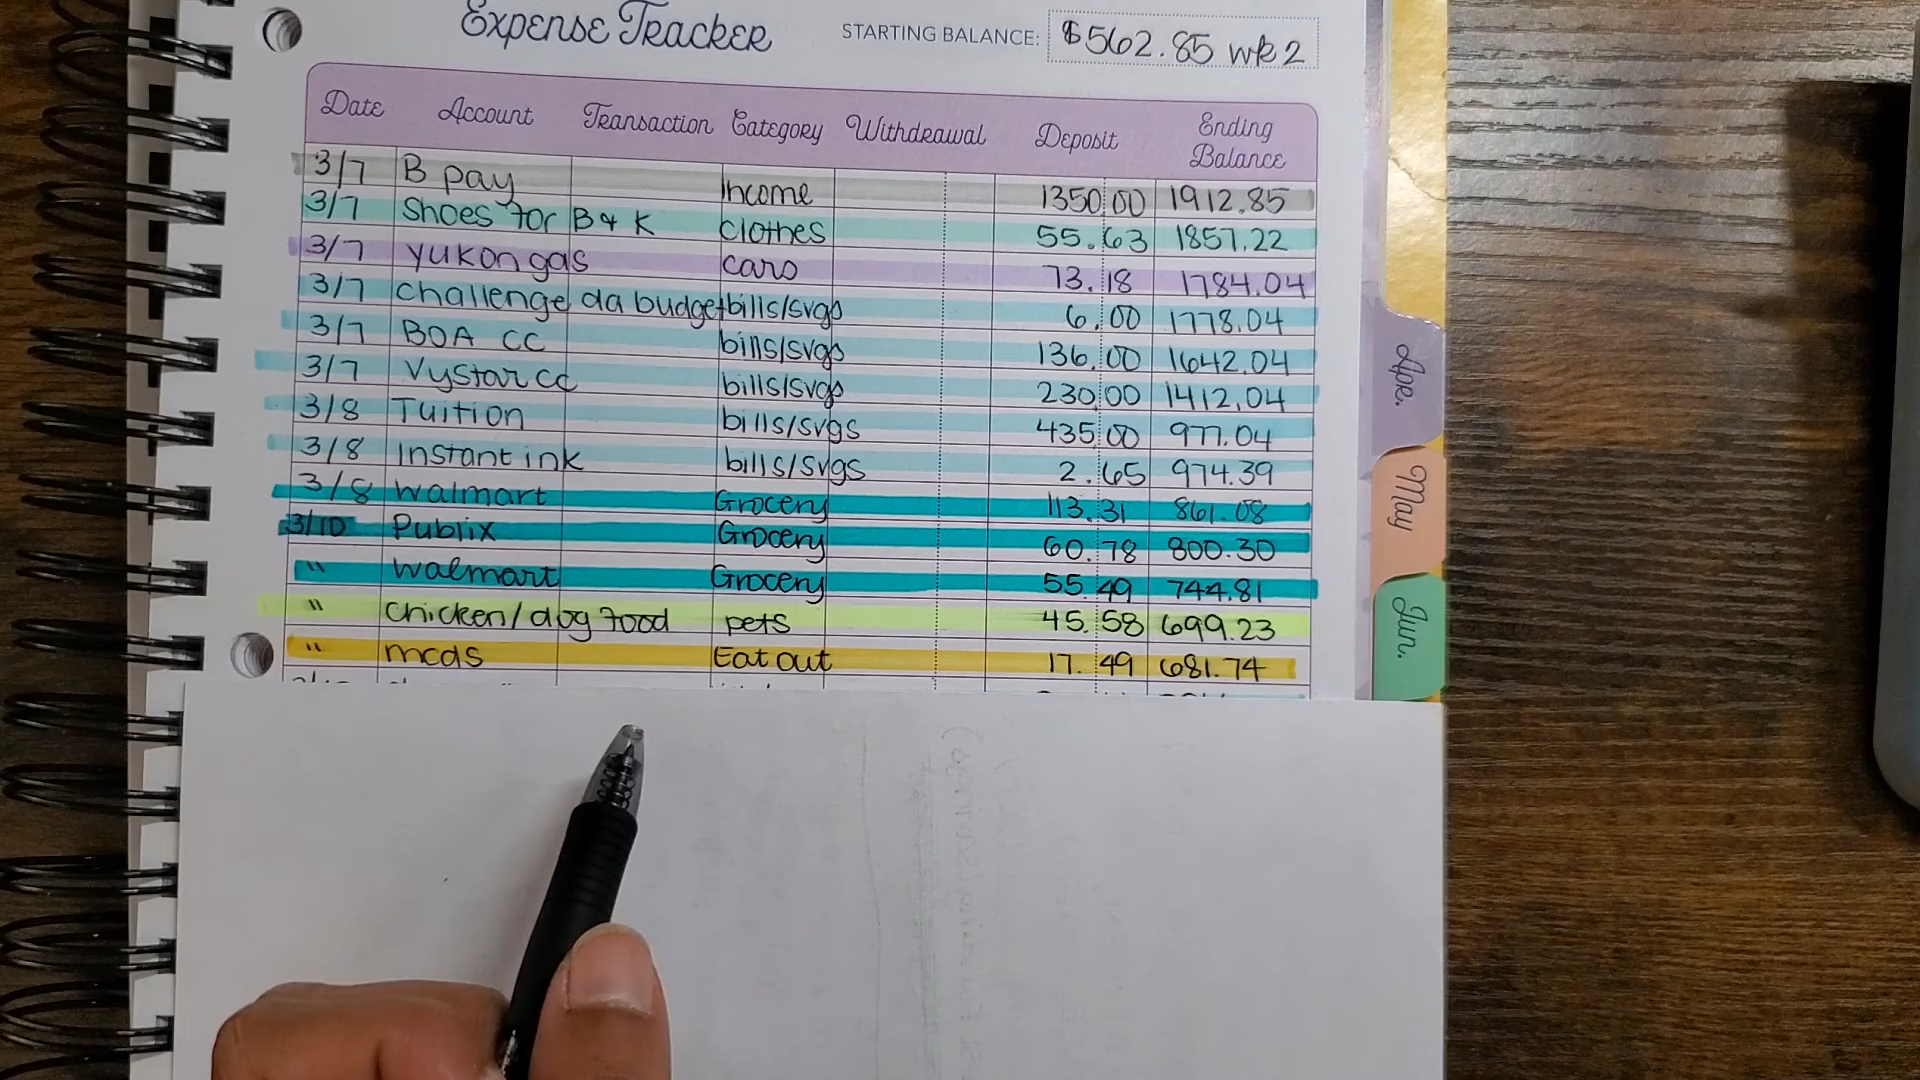 Expense Tracker
STARTING BALANCE: $562.85 wk 2
Date Account Transaction Category Withdrawal Deposit Ending Balance
3/7 B pay Income 1350.00 1912.85
3/7 Shoes for B & K clothes 55.63 1857.22
3/7 yukon gas cars 73.18 1784.04
3/7 challenge da budget bills/svgs 6.00 1778.04
3/7 BOA CC bills/svgs 136.00 1642.04
3/7 Vystar cc bills/svgs 230.00 1412.04
3/8 Tuition bills/svgs 435.00 977.04
3/8 Instant ink bills/svgs 2.65 974.39
3/8 walmart Grocery 113.31 861.08
3/10 Publix Grocery 60.78 800.30
" walmart Grocery 55.49 744.81
" chicken/dog food pets 45.58 699.23
" mcds Eat out 17.49 681.74
Apr.
May
Jun.